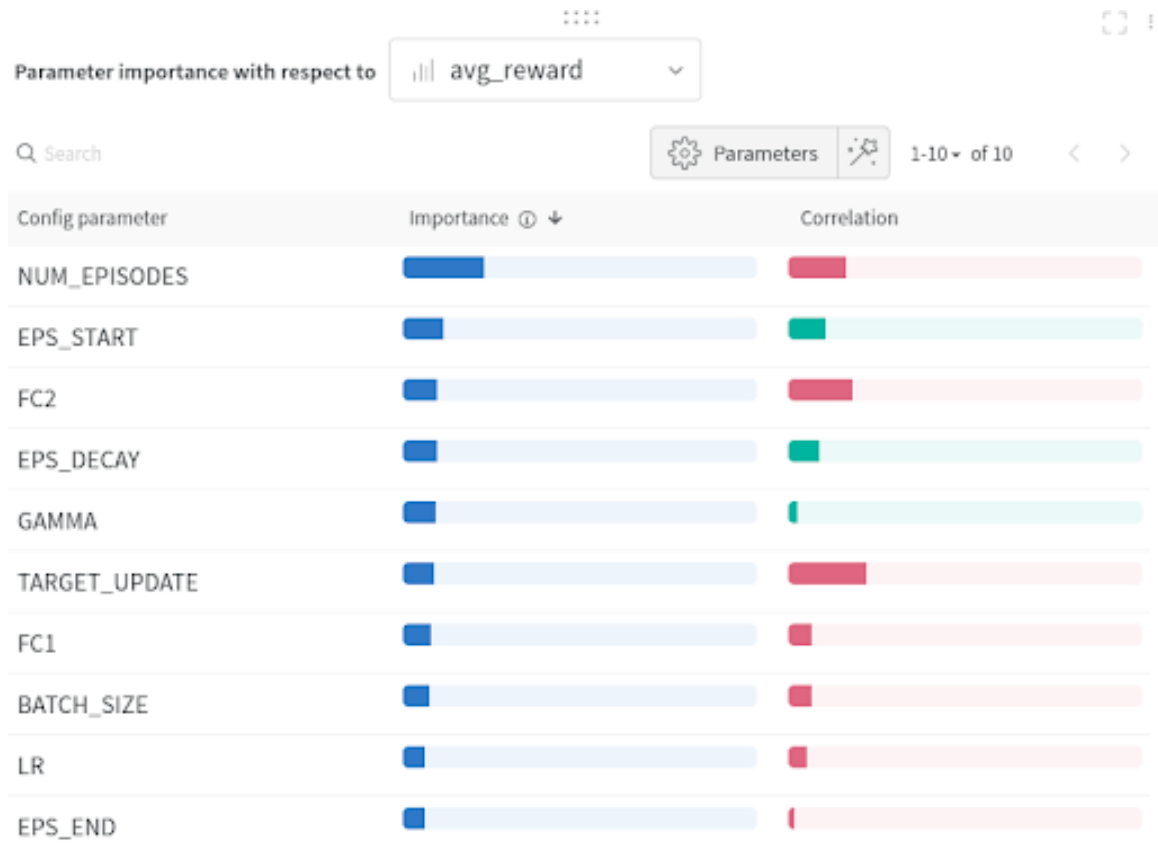 Parameter importance with respect to avg_reward
Search Parameters 1-10 of 10
Config parameter Importance Correlation
NUM_EPISODES
EPS_START
FC2
EPS_DECAY
GAMMA
TARGET_UPDATE
FC1
BATCH_SIZE
LR
EPS_END